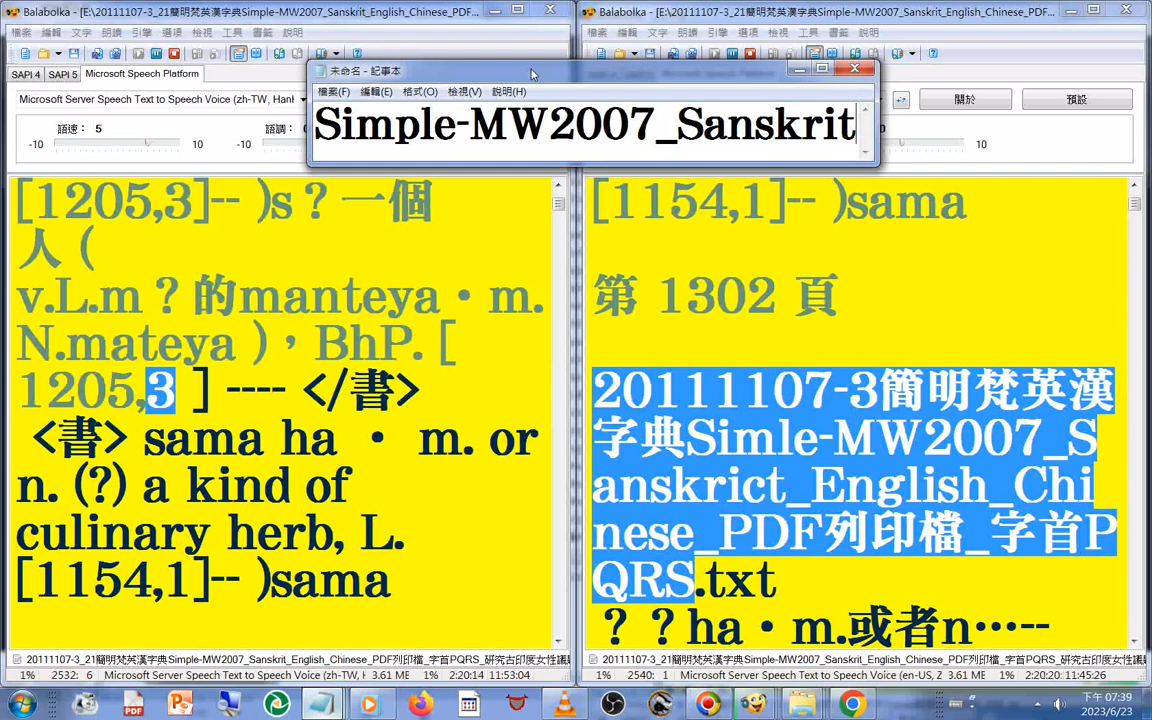 Balabolka - [E:\20111107-3_21簡明梵英漢字典Simple-MW2007_Sanskrit_English_Chinese_PDF...
檔案 編輯 文字 朗讀 引擎 選項 檢視 工具 書籤 說明
SAPI 4 SAPI 5 Microsoft Speech Platform
Microsoft Server Speech Text to Speech Voice (zh-TW, Han
語速: 5 語調:
-10 10 -10
[1205,3]-- )s？一個
人（
v.L.m？的manteya・m.
N.mateya )，BhP. [
1205,3 ] ---- </書>
<書> sama ha ・ m. or
n. (?) a kind of
culinary herb, L.
[1154,1]-- )sama
20111107-3_21簡明梵英漢字典Simple-MW2007_Sanskrit_English_Chinese_PDF列印檔_字首PQRS_研究古印度女性議
1% 2532: 6 Microsoft Server Speech Text to Speech Voice (zh-TW, 3.61 ME 1% 2:20:14 11:53:04
未命名 - 記事本
檔案(F) 編輯(E) 格式(O) 檢視(V) 說明(H)
Simple-MW2007_Sanskrit
Balabolka - [E:\20111107-3_21簡明梵英漢字典Simple-MW2007_Sanskrit_English_Chinese_PDF...
檔案 編輯 文字 朗讀 引擎 選項 檢視 工具 書籤 說明
關於 預設
10
[1154,1]-- )sama
第 1302 頁
20111107-3簡明梵英漢
字典Simle-MW2007_S
anskrict_English_Chi
nese_PDF列印檔_字首P
QRS.txt
？？ha・m.或者n…--
20111107-3_21簡明梵英漢字典Simple-MW2007_Sanskrit_English_Chinese_PDF列印檔_字首PQRS_研究古印度女性議
1% 2540: 1 Microsoft Server Speech Text to Speech Voice (en-US, Z 3.61 ME 1% 2:20:20 11:45:26
下午 07:39
2023/6/23